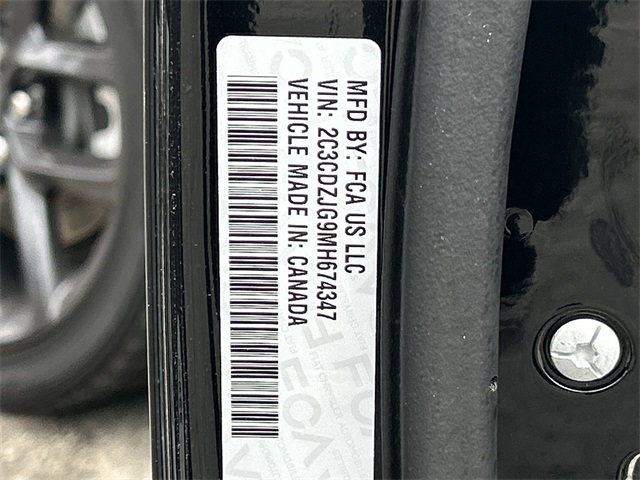 MFD BY: FCA US LLC
VIN: 2C3CDZJG9MH674347
VEHICLE MADE IN: CANADA